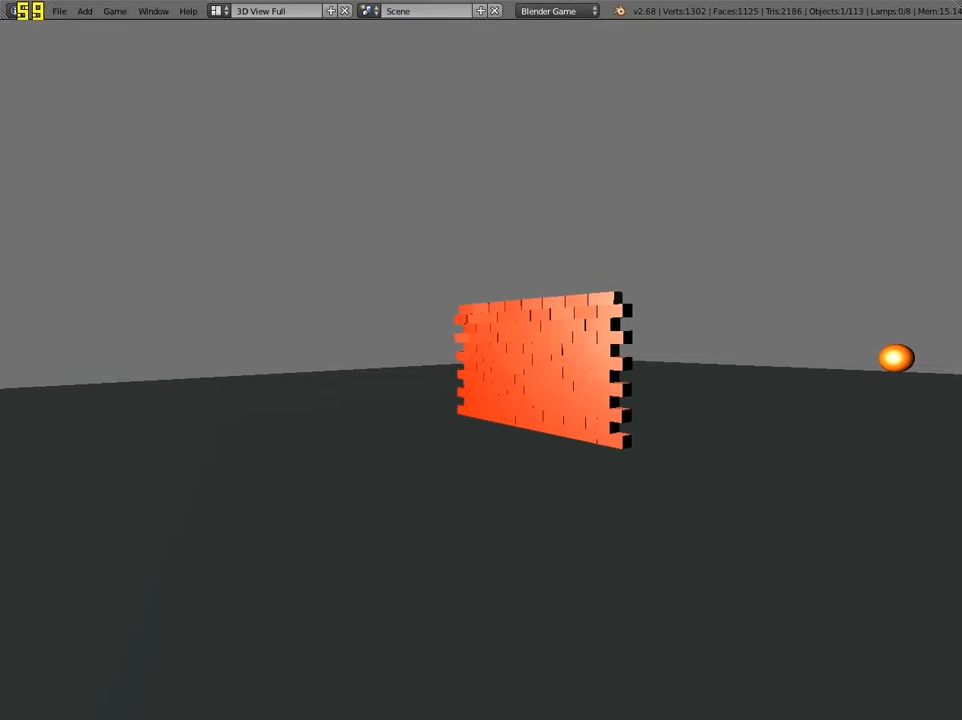 59 File Add Game Window Help 3D View Full Scene Blender Game v2.68 | Verts:1302 | Faces:1125 | Tris:2186 | Objects:1/113 | Lamps:0/8 | Mem:15.14